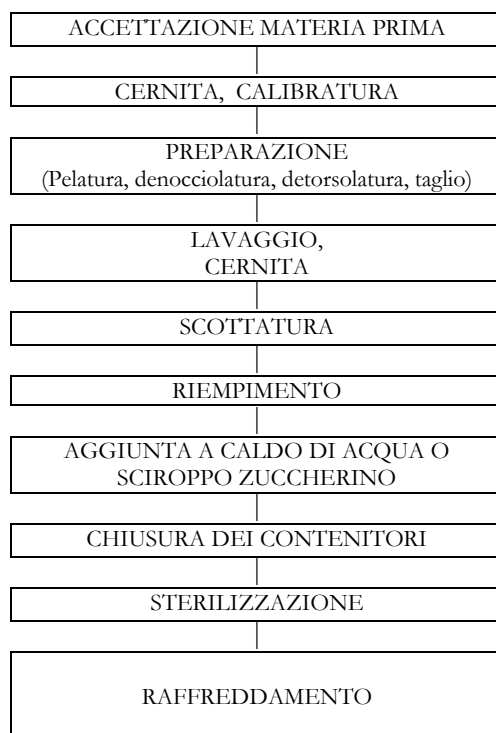 ACCETTAZIONE MATERIA PRIMA
CERNITA, CALIBRATURA
PREPARAZIONE
(Pelatura, denocciolatura, detorsolatura, taglio)
LAVAGGIO,
CERNITA
SCOTTATURA
RIEMPIMENTO
AGGIUNTA A CALDO DI ACQUA O
SCIROPPO ZUCCHERINO
CHIUSURA DEI CONTENITORI
STERILIZZAZIONE
RAFFREDDAMENTO